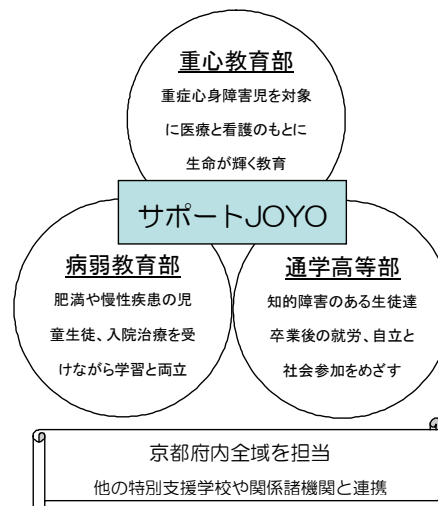 重心教育部
重症心身障害児を対象
に医療と看護のもとに
生命が輝く教育
サポートJOYO
病弱教育部
肥満や慢性疾患の児
童生徒、入院治療を受
けながら学習と両立
通学高等部
知的障害のある生徒達
卒業後の就労、自立と
社会参加をめざす
京都府内全域を担当
他の特別支援学校や関係諸機関と連携